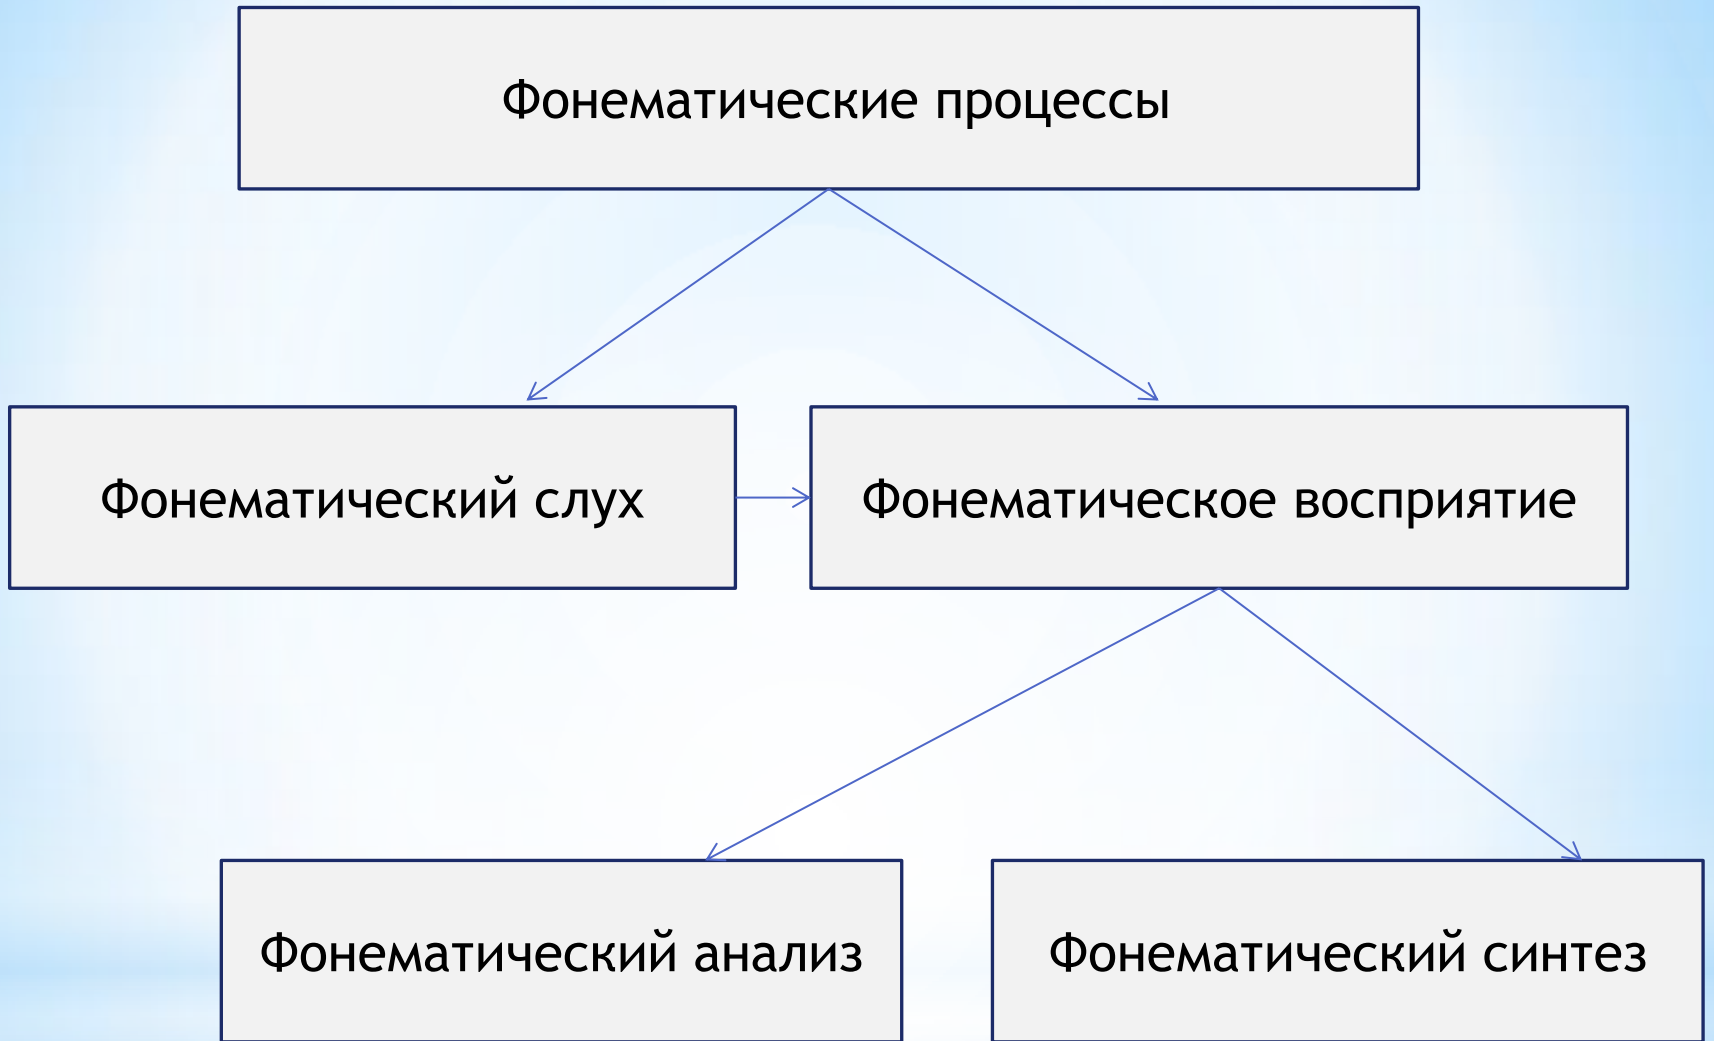 Фонематические процессы
Фонематический слух
Фонематическое восприятие
Фонематический анализ
Фонематический синтез